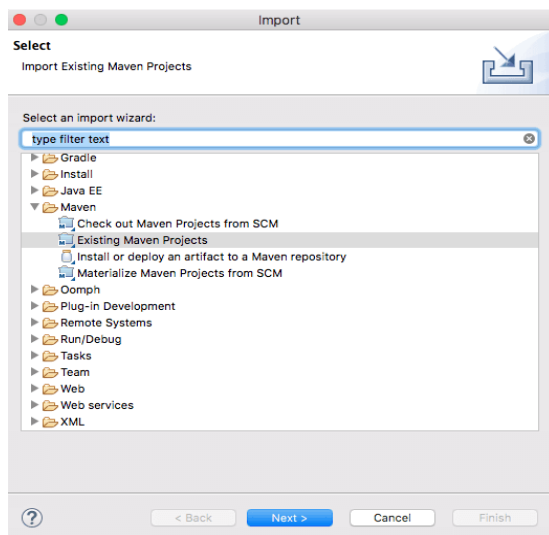 Import
Select
Import Existing Maven Projects
Select an import wizard:
type filter text
Gradle
Install
Java EE
Maven
Check out Maven Projects from SCM
Existing Maven Projects
Install or deploy an artifact to a Maven repository
Materialize Maven Projects from SCM
Oomph
Plug-in Development
Remote Systems
Run/Debug
Tasks
Team
Web
Web services
XML
? < Back Next > Cancel Finish